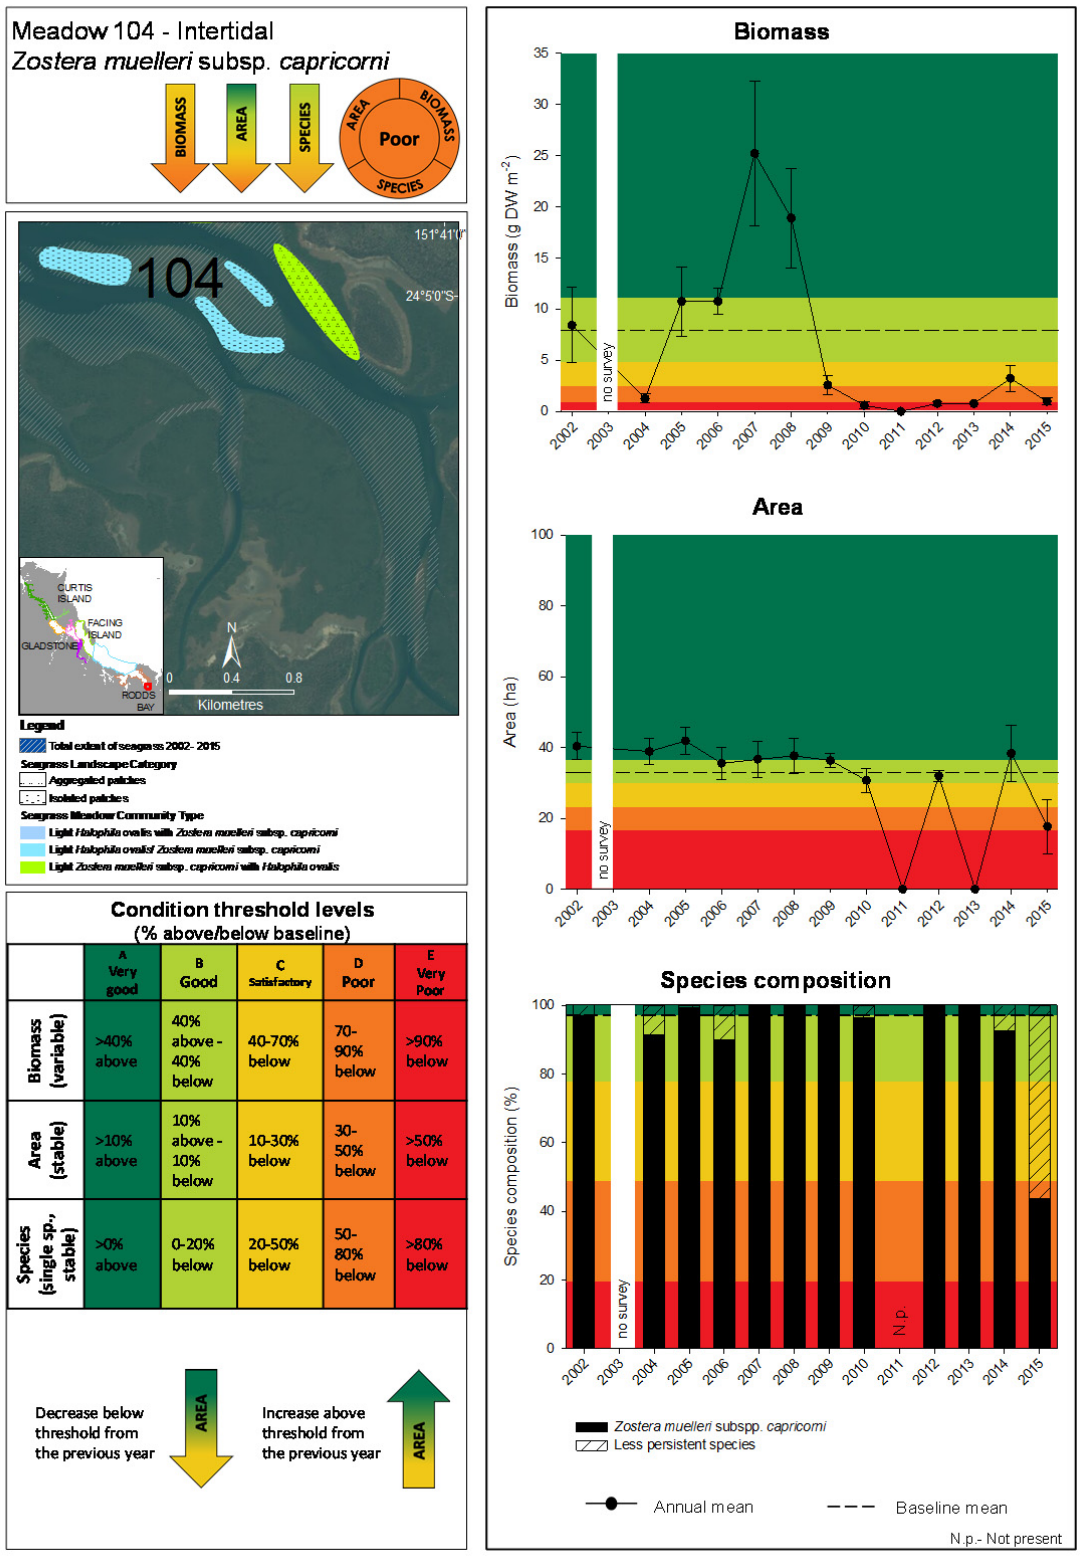 Meadow 104 - Intertidal
Zostera muelleri subsp. capricorni
BIOMASS
AREA
SPECIES
AREA
BIOMASS
SPECIES
Poor
151°41'0"
24°5'0"S
104
CURTIS
ISLAND
FACING
ISLAND
GLADSTONE
RODDS
BAY
N
0 0.4 0.8
Kilometres
Legend
Total extent of seagrass 2002- 2015
Seagrass Landscape Category
Aggregated patches
Isolated patches
Seagrass Meadow Community Type
Light Halophila ovalis with Zostera muelleri subsp. capricorni
Light Halophila ovalis/ Zostera muelleri subsp. capricorni
Light Zostera muelleri subsp. capricorni with Halophila ovalis
Condition threshold levels
(% above/below baseline)
A
Very
good
B
Good
C
Satisfactory
D
Poor
E
Very
Poor
Biomass
(variable)
>40%
above
40%
above -
40%
below
40-70%
below
70-
90%
below
>90%
below
Area
(stable)
>10%
above
10%
above -
10%
below
10-30%
below
30-
50%
below
>50%
below
Species
(single sp.,
stable)
>0%
above
0-20%
below
20-50%
below
50-
80%
below
>80%
below
Decrease below
threshold from
the previous year
AREA
Increase above
threshold from
the previous year
AREA
Biomass
Biomass (g DW m-2)
35
30
25
20
15
10
5
0
no survey
2002 2003 2004 2005 2006 2007 2008 2009 2010 2011 2012 2013 2014 2015
Area
Area (ha)
100
80
60
40
20
0
no survey
2002 2003 2004 2005 2006 2007 2008 2009 2010 2011 2012 2013 2014 2015
Species composition
Species composition (%)
100
80
60
40
20
0
no survey
N.p.
2002 2003 2004 2005 2006 2007 2008 2009 2010 2011 2012 2013 2014 2015
Zostera muelleri subspp. capricorni
Less persistent species
Annual mean
Baseline mean
N.p.- Not present